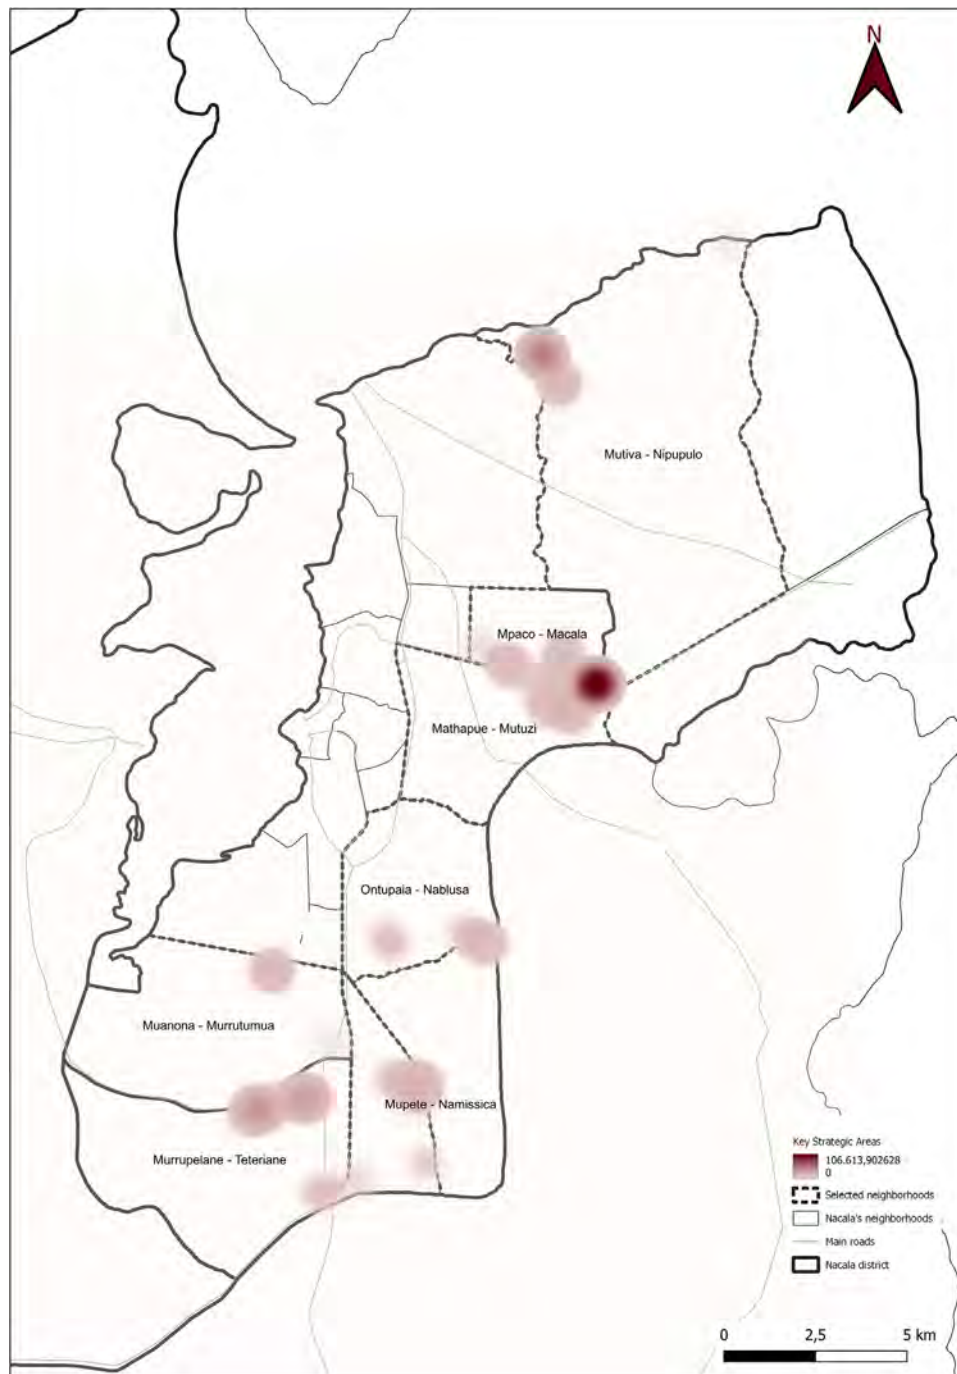 N
Mutiva - Nipupulo
Mpaco - Macala
Mathapue - Mutuzi
Ontupaia - Nablusa
Muanona - Murrutumua
Mupete - Namissica
Murrupelane - Teteriane
Key Strategic Areas
106.613,902628
0
Selected neighborhoods
Nacala's neighborhoods
Main roads
Nacala district
0 2,5 5 km